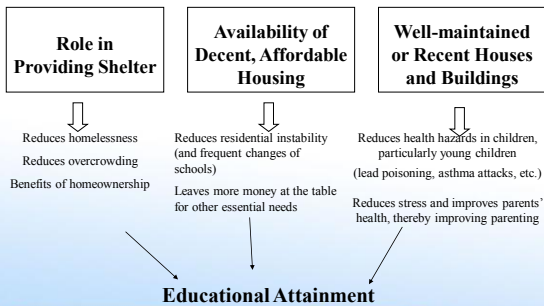 Role in
Providing Shelter
Reduces homelessness
Reduces overcrowding
Benefits of homeownership
Availability of
Decent, Affordable
Housing
Reduces residential instability
(and frequent changes of
schools)
Leaves more money at the table
for other essential needs
Well-maintained
or Recent Houses
and Buildings
Reduces health hazards in children,
particularly young children
(lead poisoning, asthma attacks, etc.)
Reduces stress and improves parents'
health, thereby improving parenting
Educational Attainment